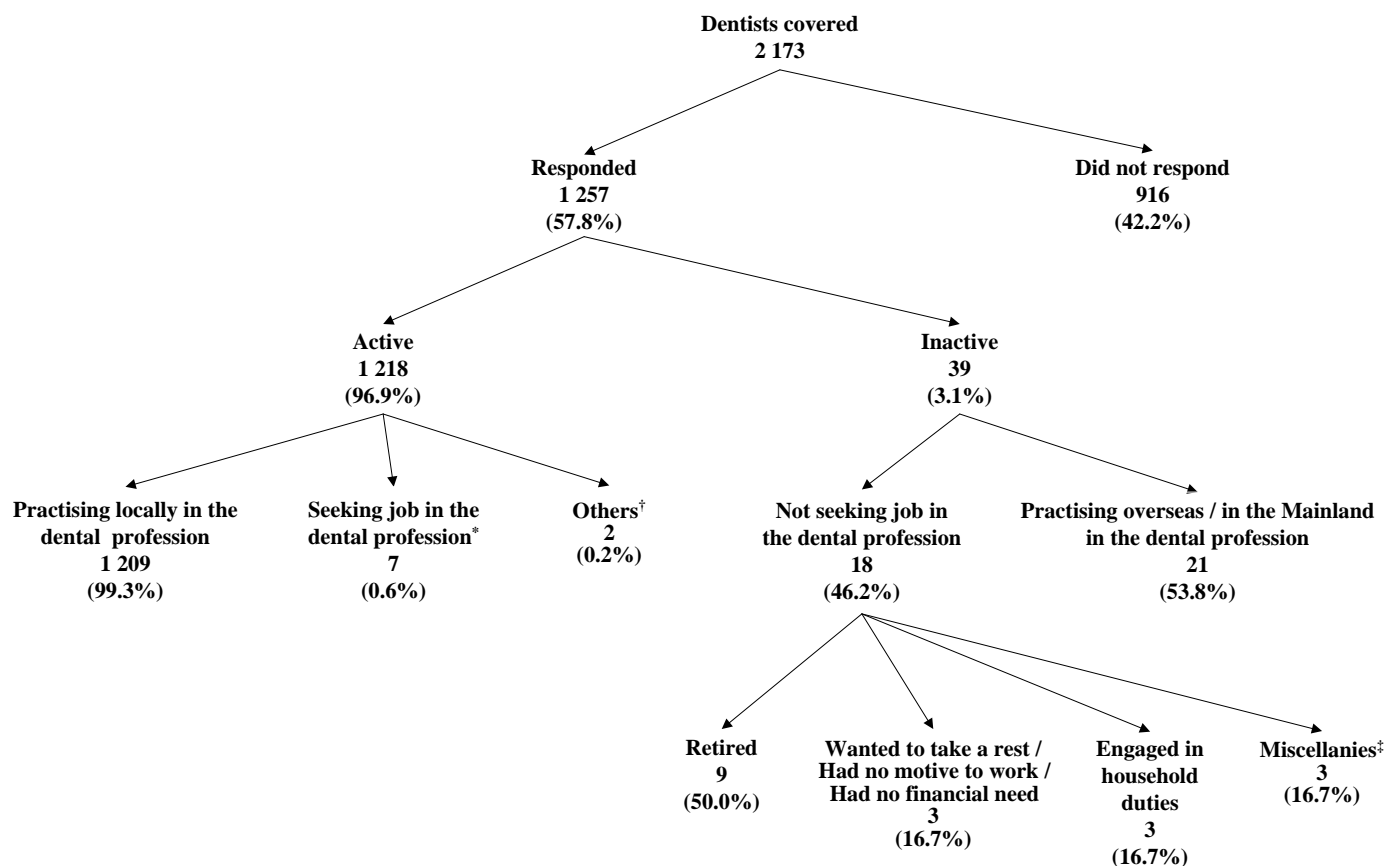 Dentists covered
2 173
Responded
1 257
(57.8%)
Did not respond
916
(42.2%)
Active
1 218
(96.9%)
Inactive
39
(3.1%)
Practising locally in the
dental profession
1 209
(99.3%)
Seeking job in the
dental profession*
7
(0.6%)
Others†
2
(0.2%)
Not seeking job in
the dental profession
18
(46.2%)
Practising overseas / in the Mainland
in the dental profession
21
(53.8%)
Retired
9
(50.0%)
Wanted to take a rest /
Had no motive to work /
Had no financial need
3
(16.7%)
Engaged in
household
duties
3
(16.7%)
Miscellanies‡
3
(16.7%)